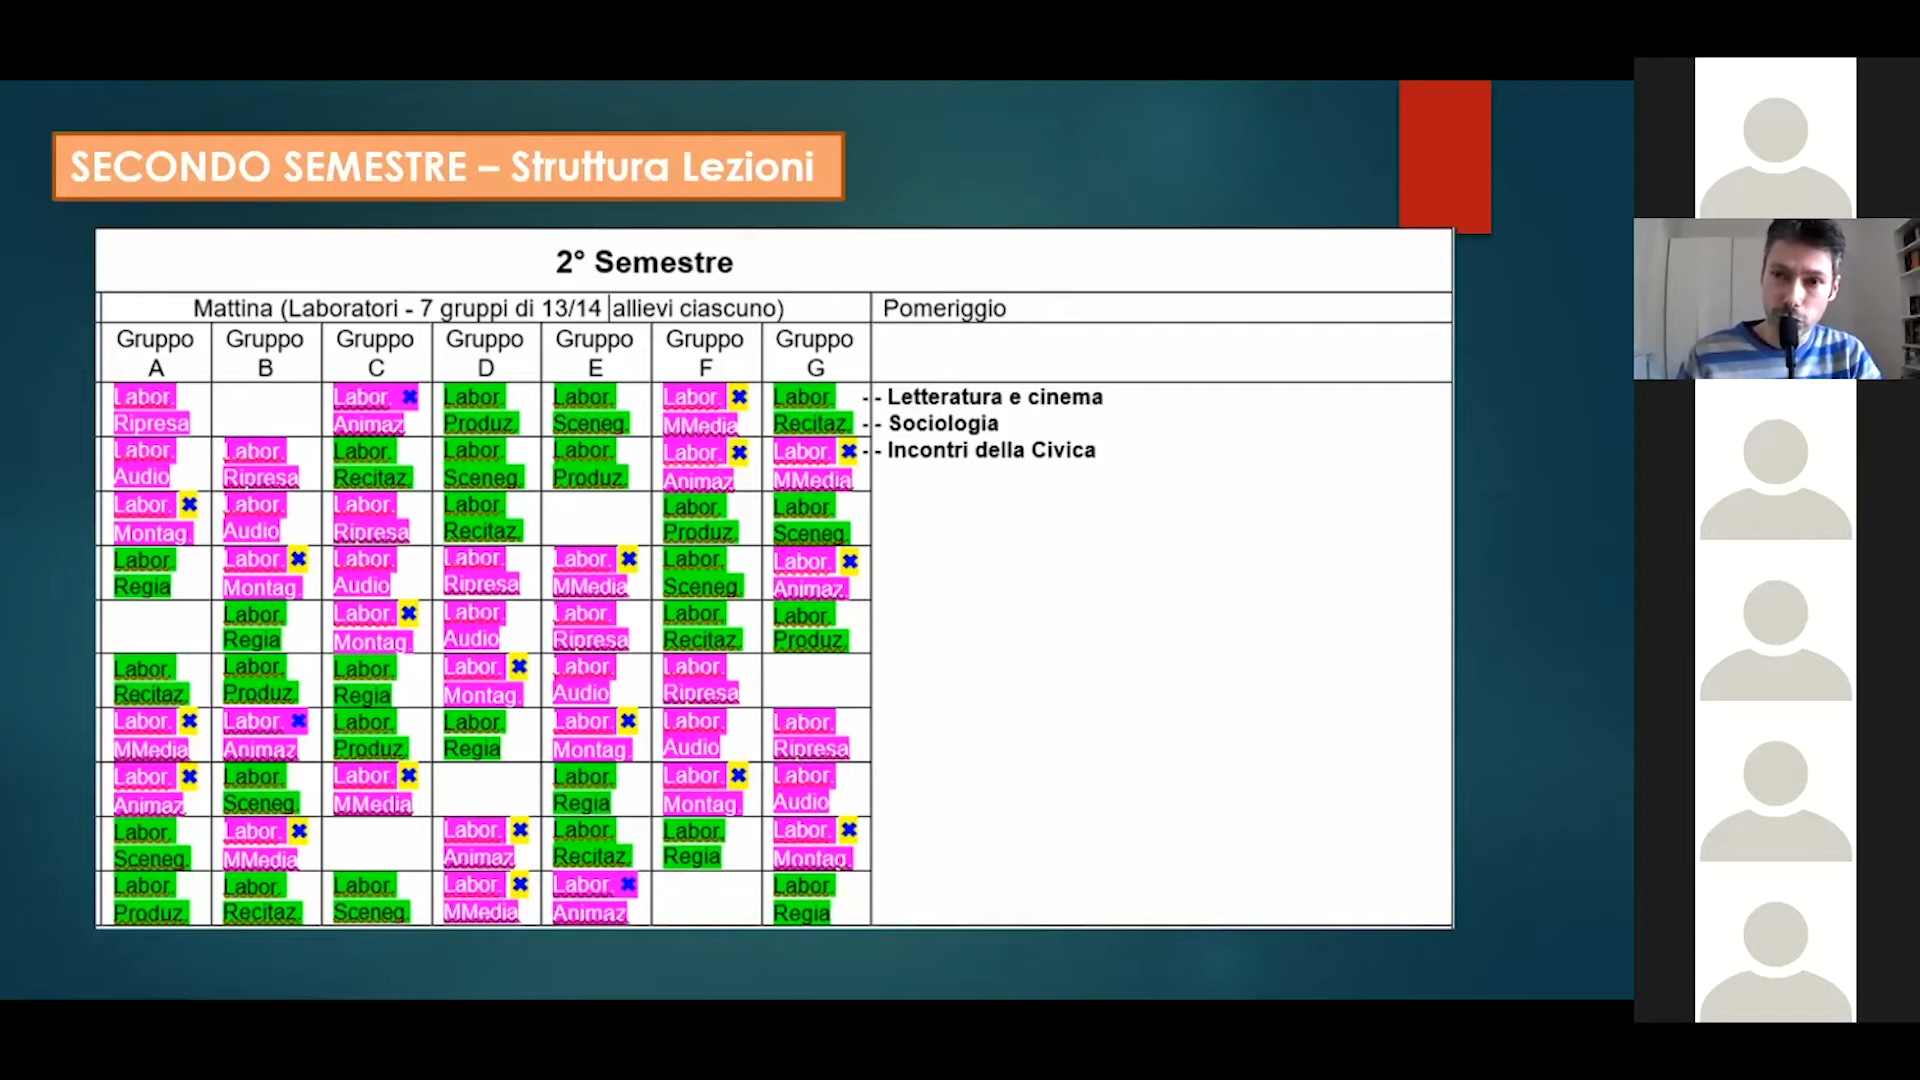 SECONDO SEMESTRE – Struttura Lezioni
2° Semestre
Mattina (Laboratori - 7 gruppi di 13/14 allievi ciascuno)
Pomeriggio
Gruppo A
Gruppo B
Gruppo C
Gruppo D
Gruppo E
Gruppo F
Gruppo G
Labor. Ripresa
Labor. Animaz
Labor. Produz.
Labor. Sceneg.
Labor. MMedia
Labor. Recitaz.
- - Letteratura e cinema
- - Sociologia
- - Incontri della Civica
Labor. Audio
Labor. Ripresa
Labor. Recitaz.
Labor. Sceneg.
Labor. Produz.
Labor. Animaz
Labor. MMedia
Labor. Montag.
Labor. Audio
Labor. Ripresa
Labor. Recitaz.
Labor. Produz.
Labor. Sceneg.
Labor. Regia
Labor. Montag.
Labor. Audio
Labor. Ripresa
Labor. MMedia
Labor. Sceneg.
Labor. Animaz.
Labor. Regia
Labor. Montag.
Labor. Audio
Labor. Ripresa
Labor. Recitaz.
Labor. Produz.
Labor. Recitaz.
Labor. Produz.
Labor. Regia
Labor. Montag.
Labor. Audio
Labor. Ripresa
Labor. MMedia
Labor. Animaz
Labor. Produz.
Labor. Regia
Labor. Montag.
Labor. Audio
Labor. Ripresa
Labor. Animaz
Labor. Sceneg.
Labor. MMedia
Labor. Regia
Labor. Montag.
Labor. Audio
Labor. Sceneg.
Labor. MMedia
Labor. Animaz
Labor. Recitaz.
Labor. Regia
Labor. Montag.
Labor. Produz.
Labor. Recitaz.
Labor. Sceneg.
Labor. MMedia
Labor. Animaz
Labor. Regia